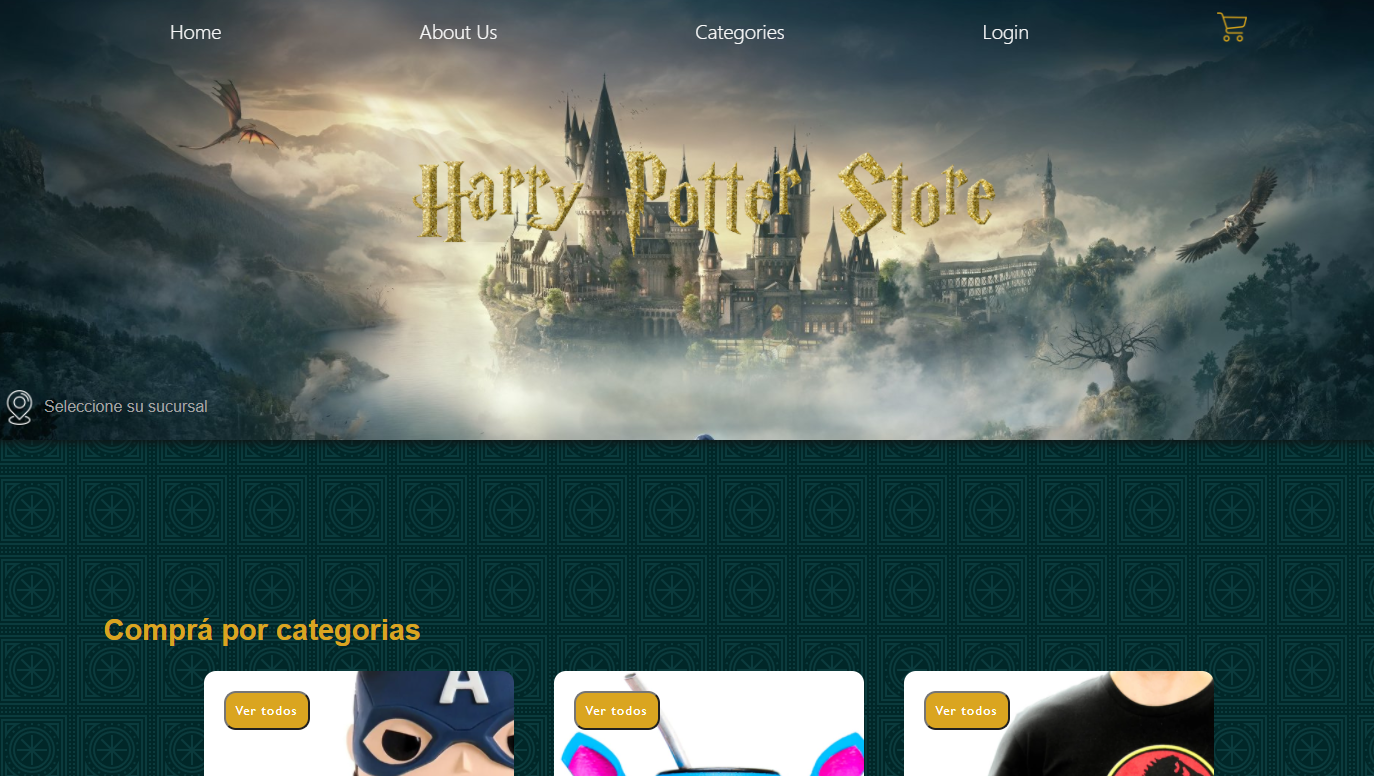 Home About Us Categories Login
Harry Potter Store
Seleccione su sucursal
Comprá por categorias
A
Ver todos Ver todos Ver todos